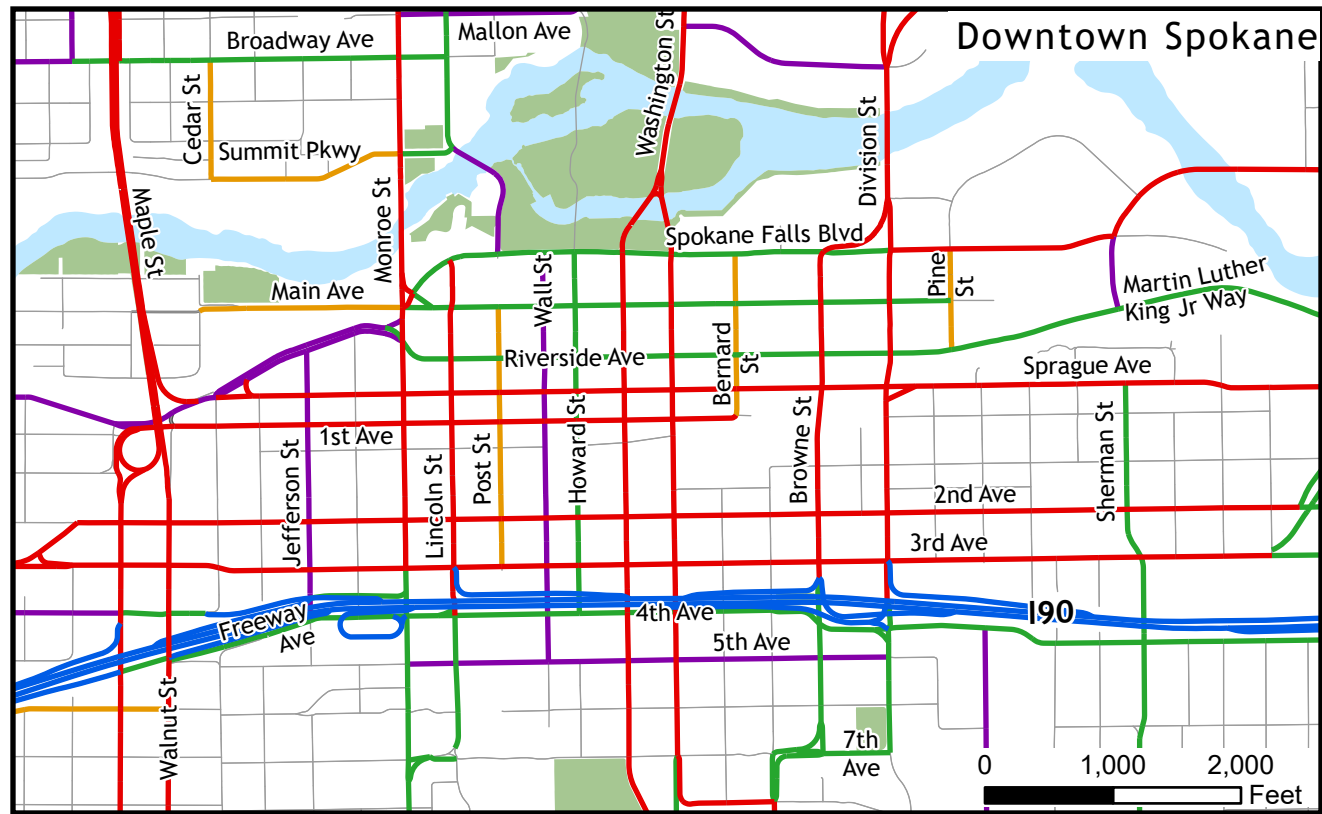 Downtown Spokane
Broadway Ave
Mallon Ave
Washington St
Cedar St
Summit Pkwy
Division St
Maple St
Monroe St
Spokane Falls Blvd
Main Ave
Wall St
Pine
St
Martin Luther
King Jr Way
Riverside Ave
Bernard
St
Sprague Ave
1st Ave
Jefferson St
Lincoln St
Post St
Howard St
Browne St
Sherman St
2nd Ave
3rd Ave
Freeway
Ave
4th Ave
I90
5th Ave
Walnut St
7th
Ave
0 1,000 2,000
Feet